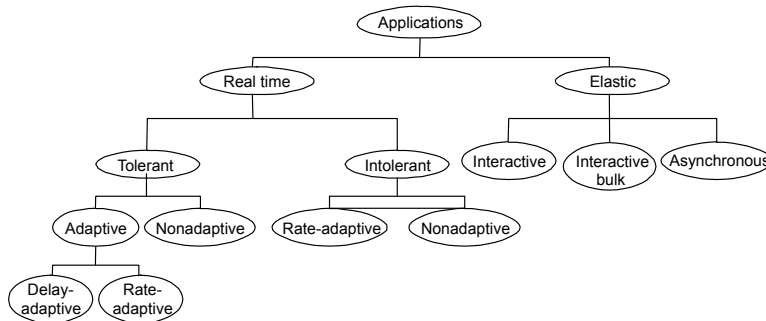 Applications
Real time
Elastic
Tolerant
Intolerant
Interactive
Interactive
bulk
Asynchronous
Adaptive
Nonadaptive
Rate-adaptive
Nonadaptive
Delay-
adaptive
Rate-
adaptive